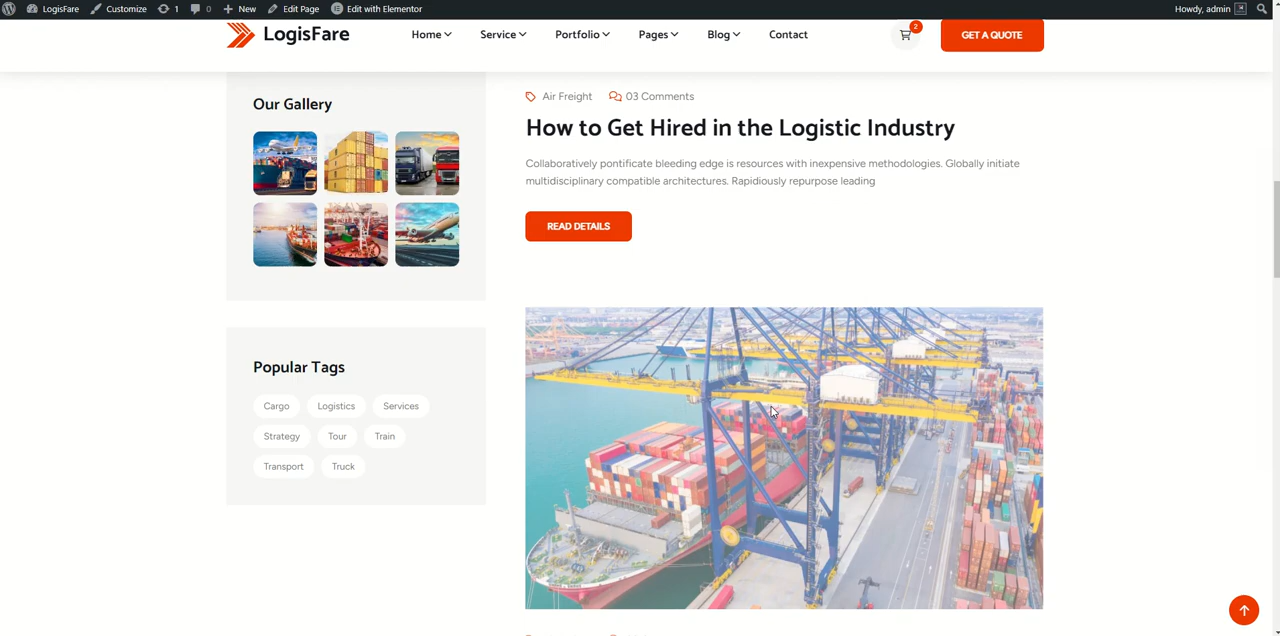 LogisFare Customize 1 0 New Edit Page Edit with Elementor Howdy, admin
LogisFare Home Service Portfolio Pages Blog Contact 2 GET A QUOTE
Our Gallery
Popular Tags
Cargo Logistics Services
Strategy Tour Train
Transport Truck
Air Freight 03 Comments
How to Get Hired in the Logistic Industry
Collaboratively pontificate bleeding edge is resources with inexpensive methodologies. Globally initiate
multidisciplinary compatible architectures. Rapidiously repurpose leading
READ DETAILS